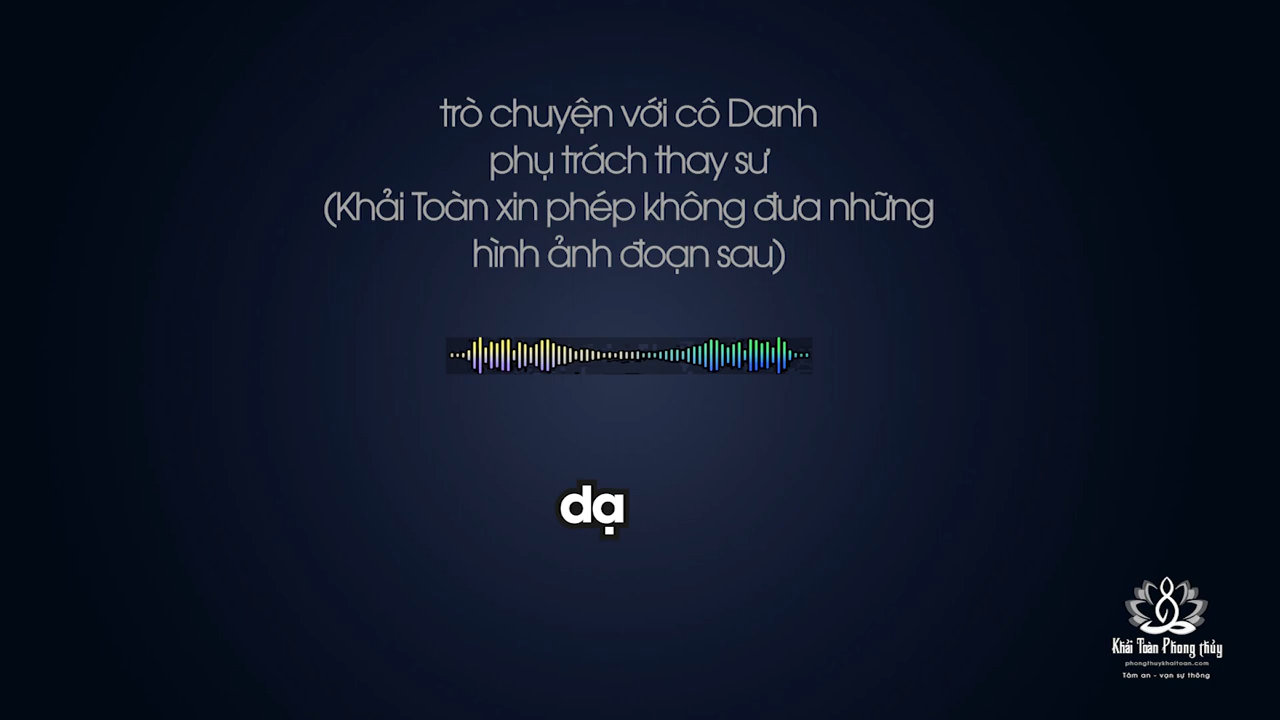 trò chuyện với cô Danh
phụ trách thay sư
(Khải Toàn xin phép không đưa những
hình ảnh đoạn sau)
dạ
Khải Toàn Phong thủy
phongthuykhaitoan.com
Tâm an - vạn sự thông